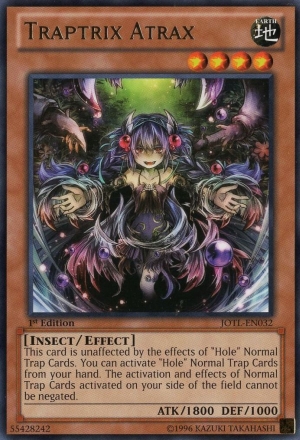 TRAPTRIX ATRAX
EARTH
地
1st Edition
JOTL-EN032
[INSECT/EFFECT]
This card is unaffected by the effects of "Hole" Normal
Trap Cards. You can activate "Hole" Normal Trap Cards
from your hand. The activation and effects of Normal
Trap Cards activated on your side of the field cannot
be negated.
ATK/1800 DEF/1000
55428242
©1996 KAZUKI TAKAHASHI